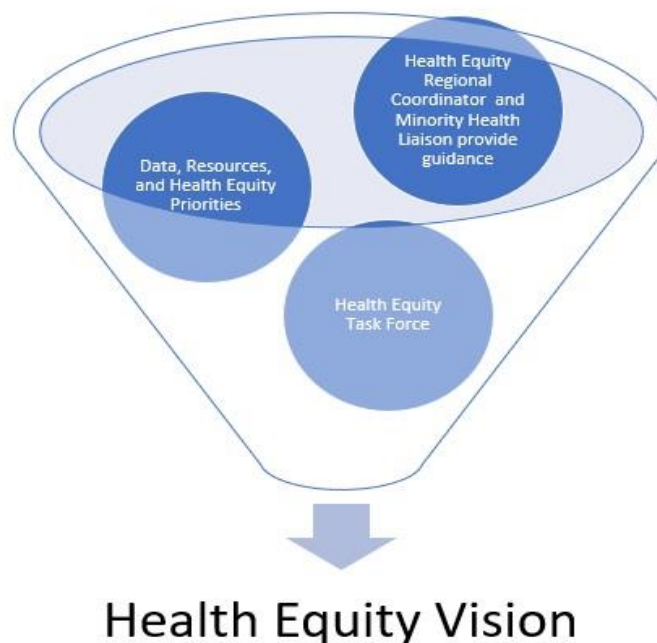 Health Equity
Regional
Coordinator and
Minority Health
Liaison provide
guidance
Data, Resources,
and Health Equity
Priorities
Health Equity
Task Force
Health Equity Vision